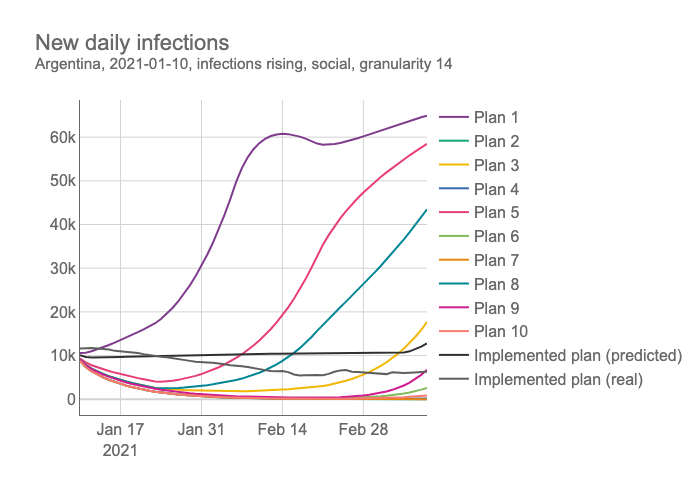 New daily infections
Argentina, 2021-01-10, infections rising, social, granularity 14
60k
50k
40k
30k
20k
10k
0
Jan 17
2021
Jan 31
Feb 14
Feb 28
Plan 1
Plan 2
Plan 3
Plan 4
Plan 5
Plan 6
Plan 7
Plan 8
Plan 9
Plan 10
Implemented plan (predicted)
Implemented plan (real)